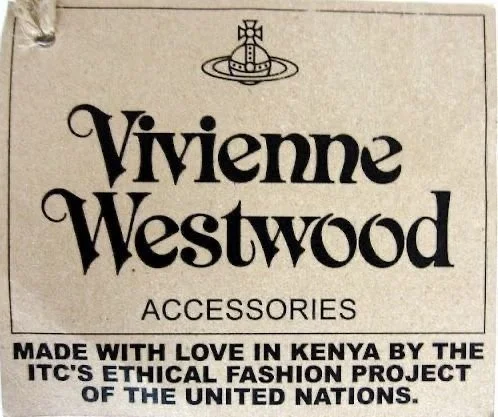 Vivienne
Westwood
ACCESSORIES
MADE WITH LOVE IN KENYA BY THE
ITC'S ETHICAL FASHION PROJECT
OF THE UNITED NATIONS.